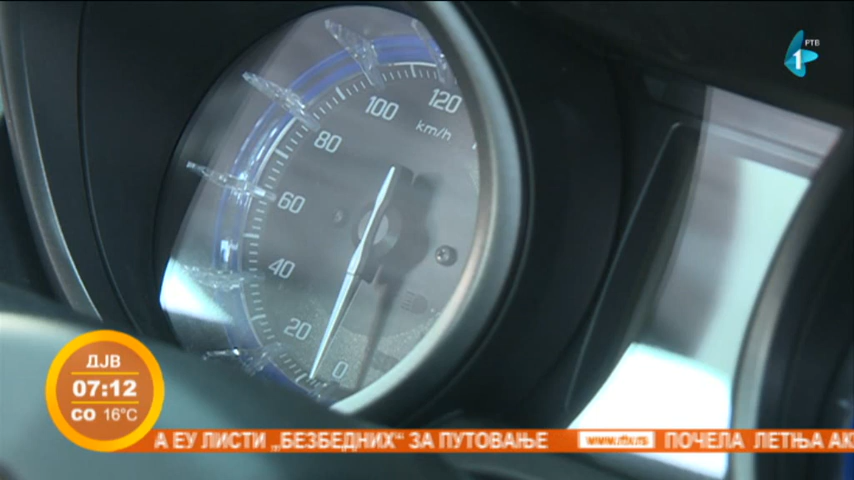 РТВ
1
120
100
km/h
80
60
40
20
0
ДЈВ
07:12
СО 16°C
А ЕУ ЛИСТИ „БЕЗБЕДНИХ“ ЗА ПУТОВАЊЕ www.rtv.rs ПОЧЕЛА ЛЕТЊА АК